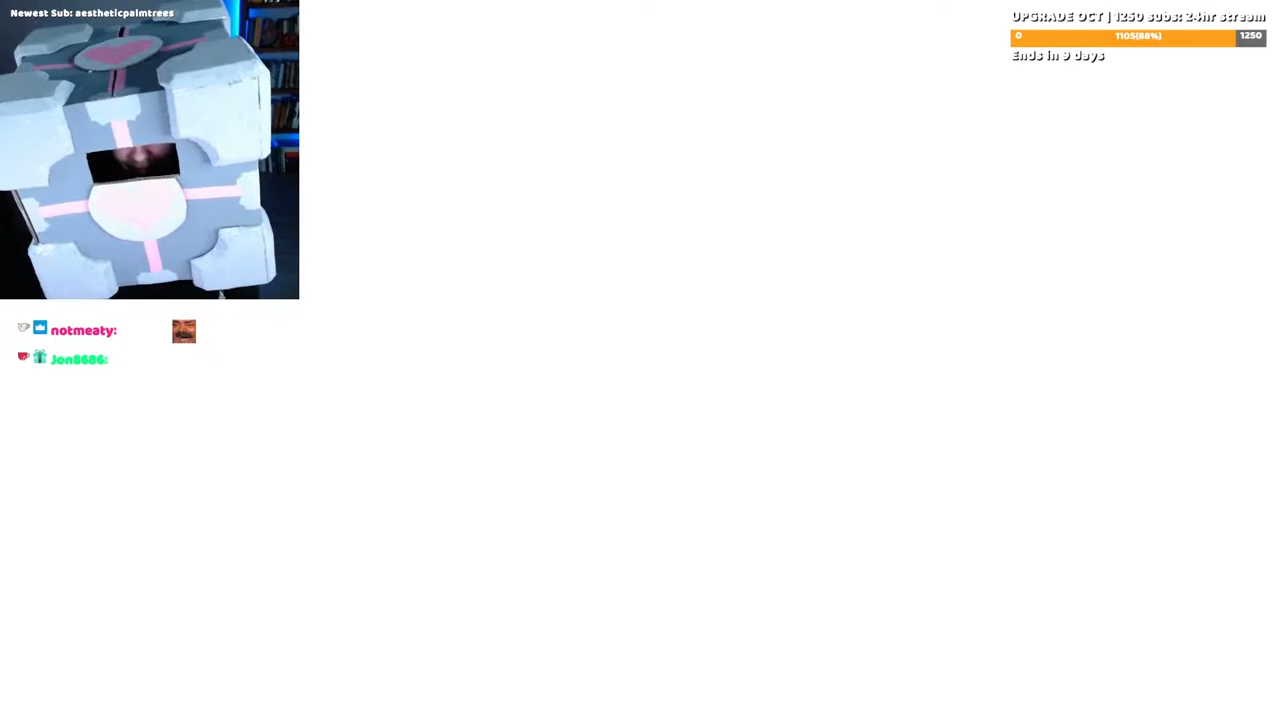 Newest Sub: aestheticpalmtrees
UPGRADE OCT | 1250 subs: 24hr stream
0 1105(88%) 1250
Ends in 9 days
notmeaty:
Jon8686: